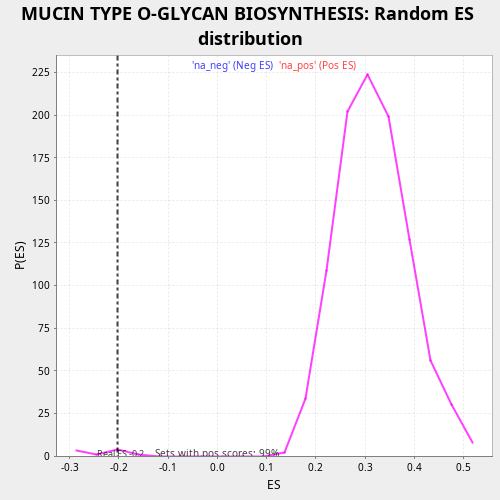 MUCIN TYPE O-GLYCAN BIOSYNTHESIS: Random ES
distribution
'na_neg' (Neg ES) 'na_pos' (Pos ES)
225
200
175
150
125
100
75
50
25
0
P(ES)
Real ES -0.2
Sets with pos scores: 99%
-0.3 -0.2 -0.1 0.0 0.1 0.2 0.3 0.4 0.5
ES